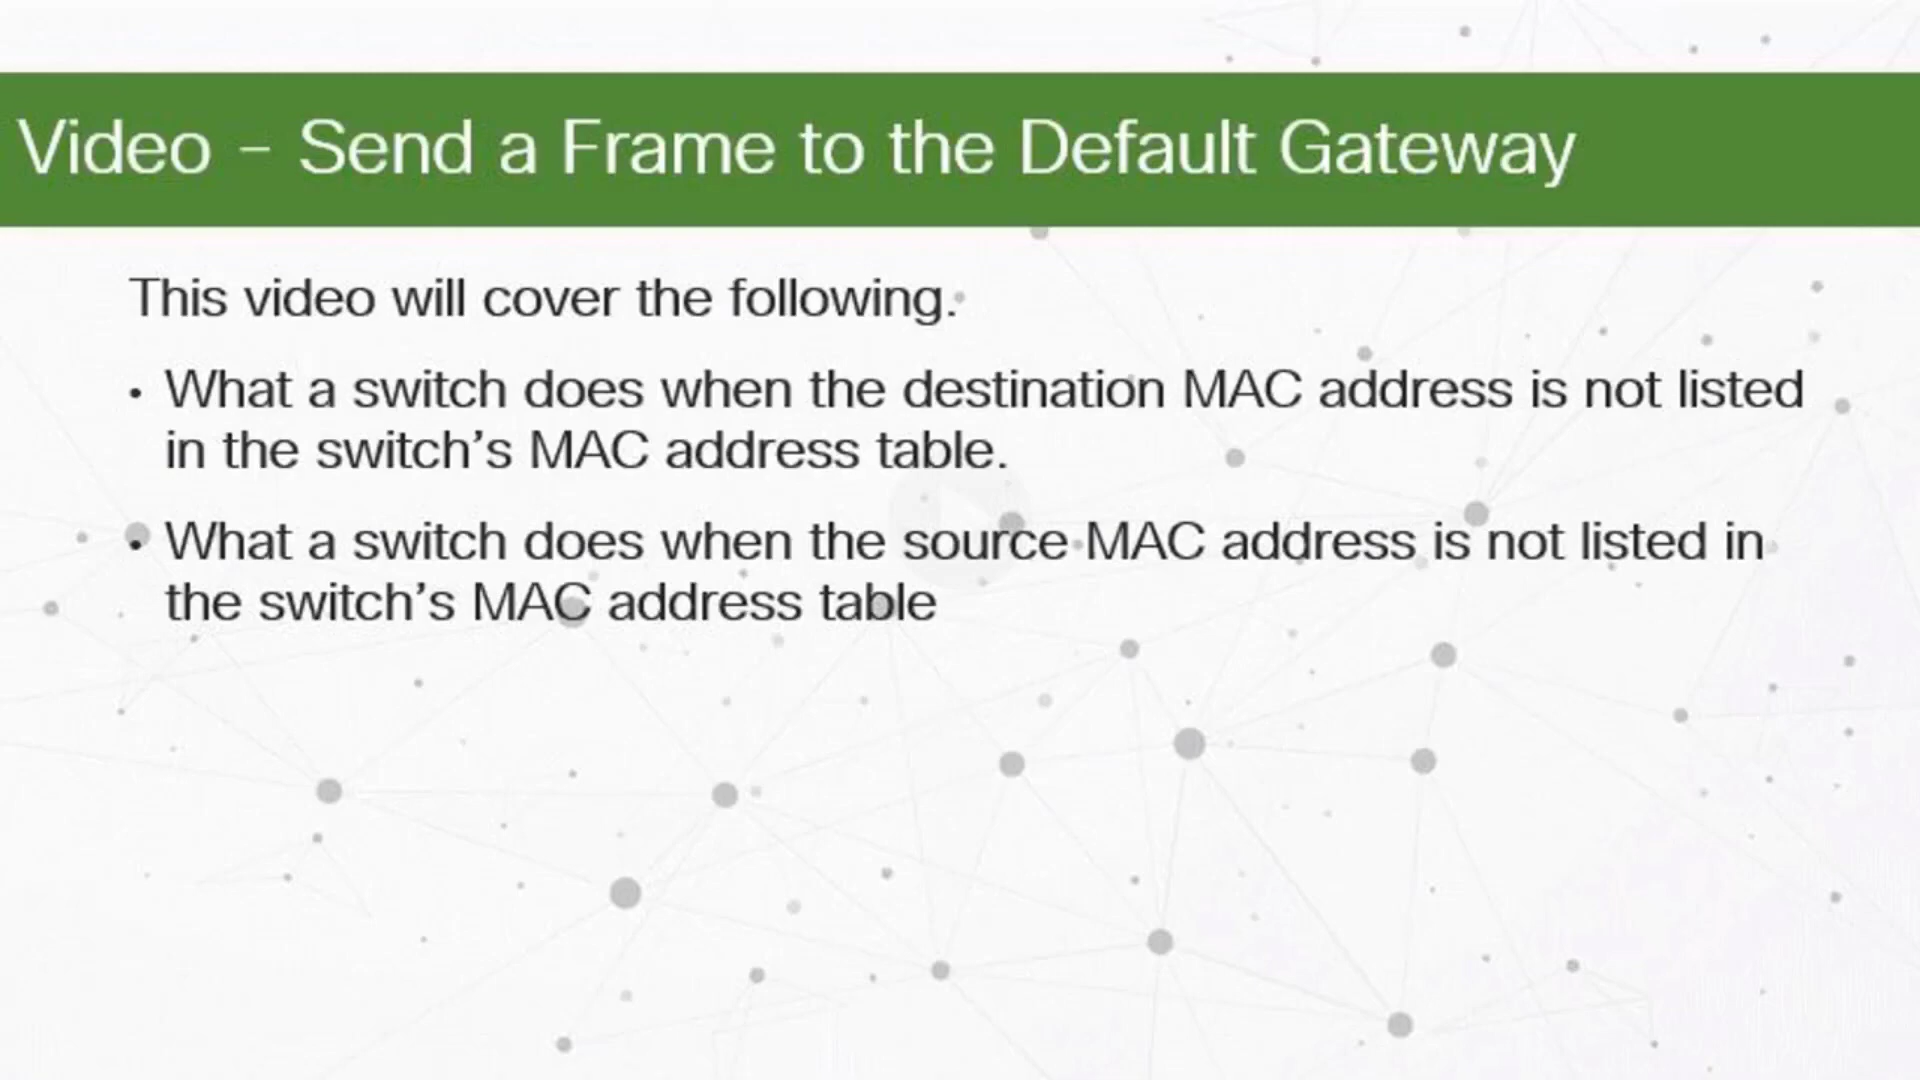 Video – Send a Frame to the Default Gateway
This video will cover the following.
• What a switch does when the destination MAC address is not listed
in the switch’s MAC address table.
• What a switch does when the source MAC address is not listed in
the switch’s MAC address table